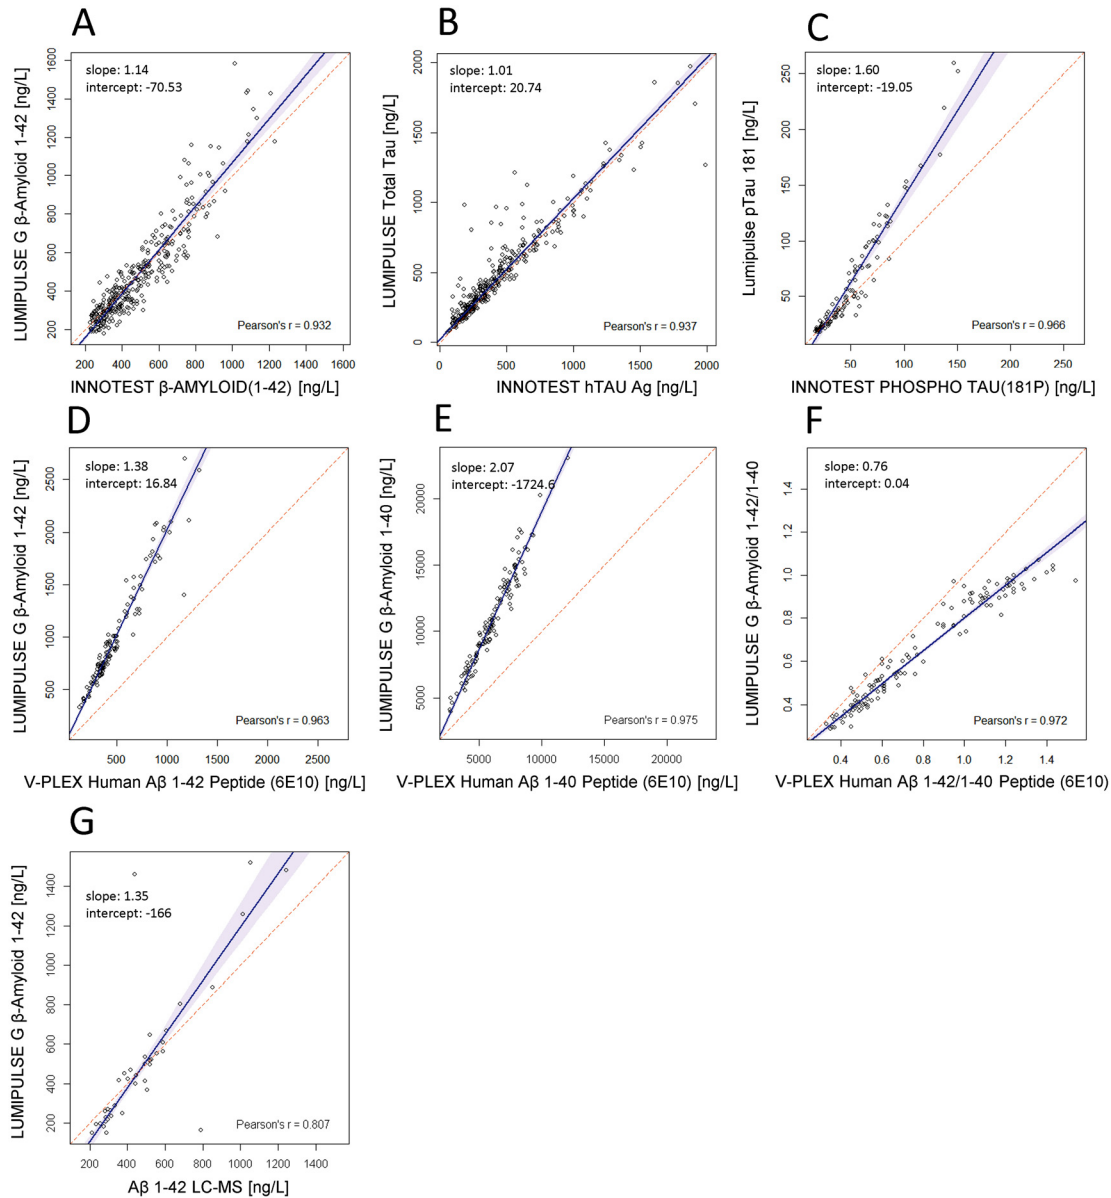 A
slope: 1.14
intercept: -70.53
Pearson's r = 0.932
LUMIPULSE G β-Amyloid 1-42 [ng/L]
200 400 600 800 1000 1200 1400 1600
200 400 600 800 1000 1200 1400 1600
INNOTEST β-AMYLOID(1-42) [ng/L]
B
slope: 1.01
intercept: 20.74
Pearson's r = 0.937
LUMIPULSE Total Tau [ng/L]
0 500 1000 1500 2000
0 500 1000 1500 2000
INNOTEST hTAU Ag [ng/L]
C
slope: 1.60
intercept: -19.05
Pearson's r = 0.966
Lumipulse pTau 181 [ng/L]
50 100 150 200 250
50 100 150 200 250
INNOTEST PHOSPHO TAU(181P) [ng/L]
D
slope: 1.38
intercept: 16.84
Pearson's r = 0.963
LUMIPULSE G β-Amyloid 1-42 [ng/L]
500 1000 1500 2000 2500
500 1000 1500 2000 2500
V-PLEX Human Aβ 1-42 Peptide (6E10) [ng/L]
E
slope: 2.07
intercept: -1724.6
Pearson's r = 0.975
LUMIPULSE G β-Amyloid 1-40 [ng/L]
5000 10000 15000 20000
5000 10000 15000 20000
V-PLEX Human Aβ 1-40 Peptide (6E10) [ng/L]
F
slope: 0.76
intercept: 0.04
Pearson's r = 0.972
LUMIPULSE G β-Amyloid 1-42/1-40
0.4 0.6 0.8 1.0 1.2 1.4
0.4 0.6 0.8 1.0 1.2 1.4
V-PLEX Human Aβ 1-42/1-40 Peptide (6E10)
G
slope: 1.35
intercept: -166
Pearson's r = 0.807
LUMIPULSE G β-Amyloid 1-42 [ng/L]
200 400 600 800 1000 1200 1400
200 400 600 800 1000 1200 1400
Aβ 1-42 LC-MS [ng/L]